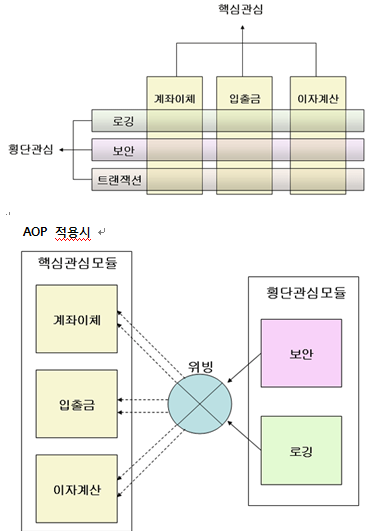 핵심관심
계좌이체 입출금 이자계산
로깅
횡단관심
보안
트랜잭션
AOP 적용시
핵심관심모듈
횡단관심모듈
계좌이체
보안
위빙
입출금
로깅
이자계산